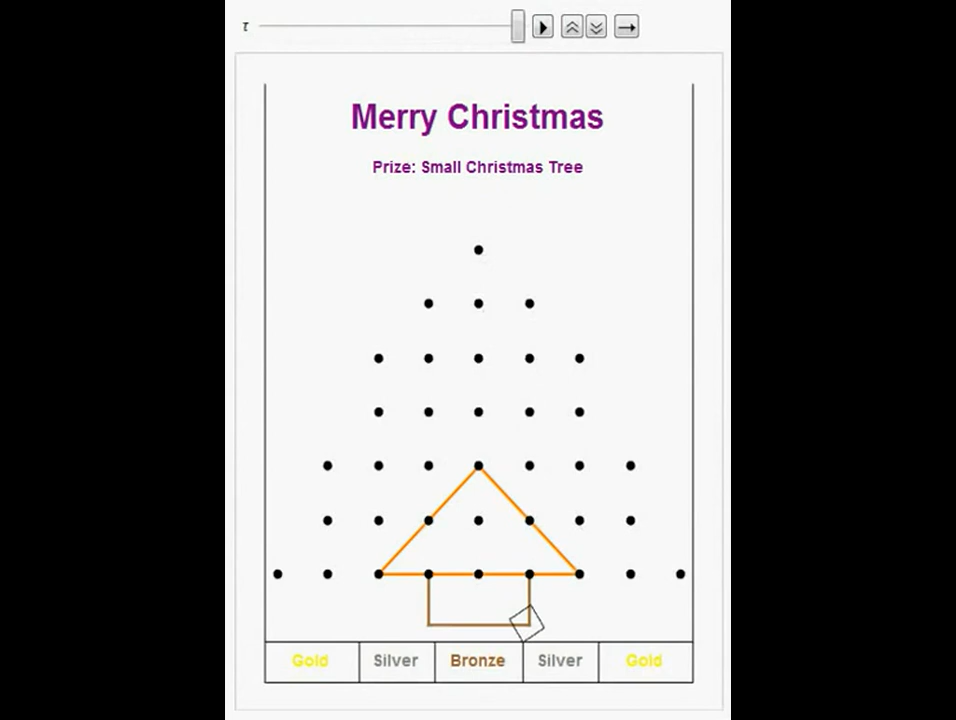 τ
Merry Christmas
Prize: Small Christmas Tree
Gold Silver Bronze Silver Gold